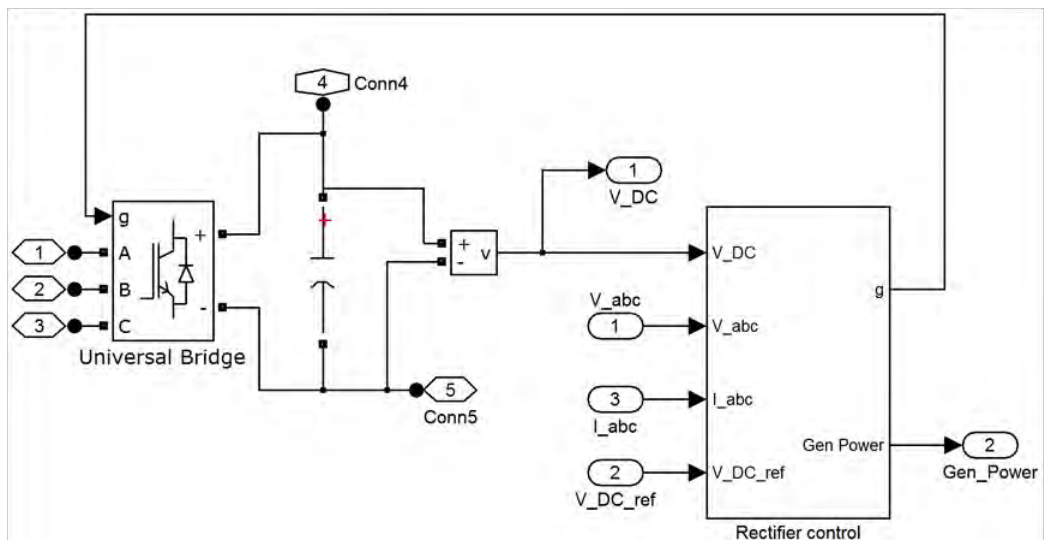 4
Conn4
1
V_DC
g
+
1
A
2
B
-
3
C
Universal Bridge
+
+
-
v
5
Conn5
V_DC
V_abc
1
V_abc
g
3
I_abc
I_abc
Gen Power
2
Gen_Power
2
V_DC_ref
V_DC_ref
Rectifier control